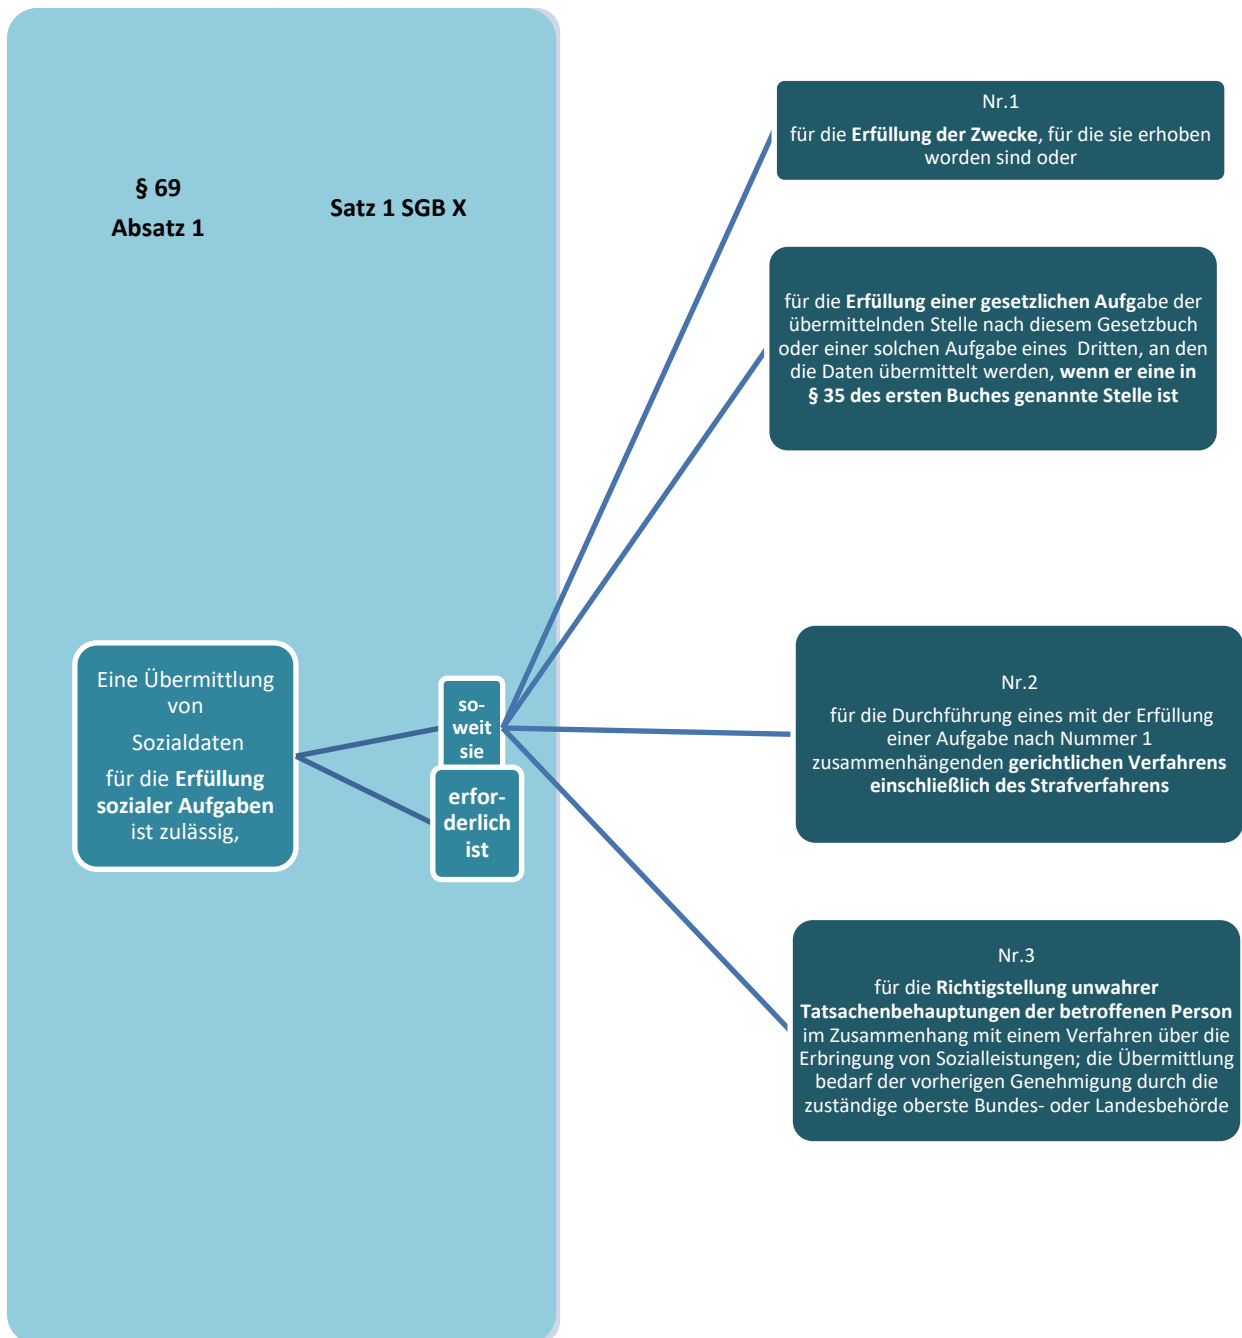 § 69
Absatz 1
Satz 1 SGB X
Eine Übermittlung
von
Sozialdaten
für die Erfüllung
sozialer Aufgaben
ist zulässig,
so-
weit
sie
erfor-
derlich
ist
Nr.1
für die Erfüllung der Zwecke, für die sie erhoben
worden sind oder
für die Erfüllung einer gesetzlichen Aufgabe der
übermittelnden Stelle nach diesem Gesetzbuch
oder einer solchen Aufgabe eines Dritten, an den
die Daten übermittelt werden, wenn er eine in
§ 35 des ersten Buches genannte Stelle ist
Nr.2
für die Durchführung eines mit der Erfüllung
einer Aufgabe nach Nummer 1
zusammenhängenden gerichtlichen Verfahrens
einschließlich des Strafverfahrens
Nr.3
für die Richtigstellung unwahrer
Tatsachenbehauptungen der betroffenen Person
im Zusammenhang mit einem Verfahren über die
Erbringung von Sozialleistungen; die Übermittlung
bedarf der vorherigen Genehmigung durch die
zuständige oberste Bundes- oder Landesbehörde